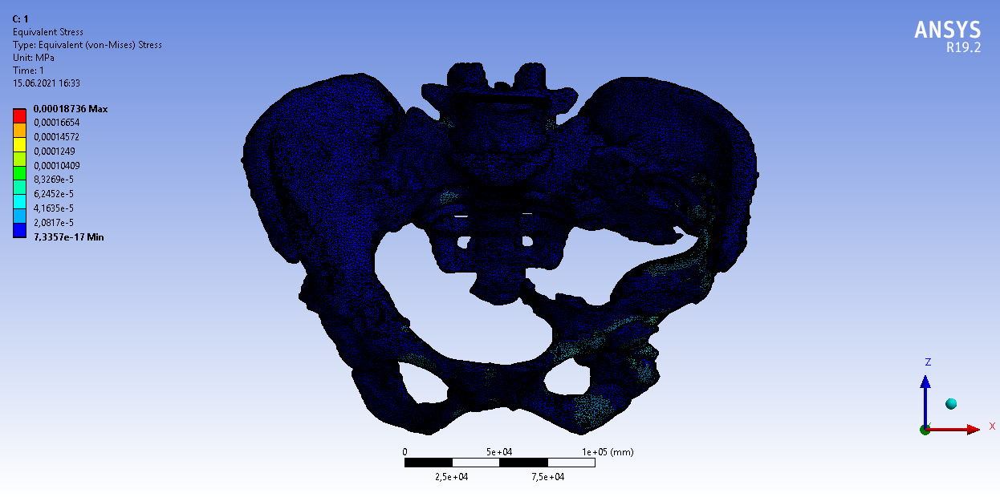 C: 1
Equivalent Stress
Type: Equivalent (von-Mises) Stress
Unit: MPa
Time: 1
15.06.2021 16:33
0,00018736 Max
0,00016654
0,00014572
0,0001249
0,00010409
8,3269e-5
6,2452e-5
4,1635e-5
2,0817e-5
7,3357e-17 Min
ANSYS
R19.2
Z
X
0 5e+04 1e+05 (mm)
2,5e+04 7,5e+04